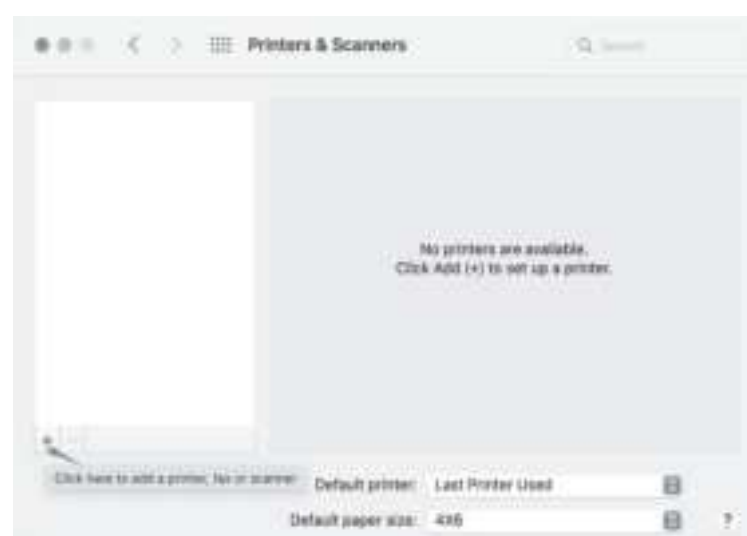 Printers & Scanners
Search
No printers are available.
Click Add (+) to set up a printer.
Click here to add a printer, fax or scanner
Default printer: Last Printer Used
Default paper size: 4X6
?